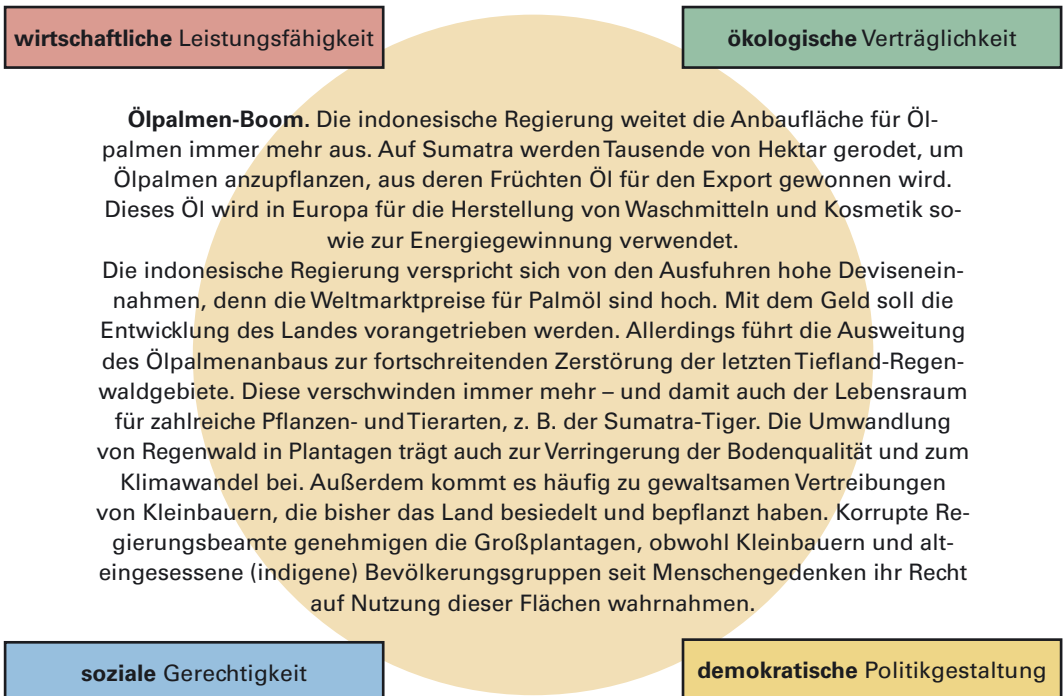 wirtschaftliche Leistungsfähigkeit
ökologische Verträglichkeit
Ölpalmen-Boom. Die indonesische Regierung weitet die Anbaufläche für Öl-
palmen immer mehr aus. Auf Sumatra werden Tausende von Hektar gerodet, um
Ölpalmen anzupflanzen, aus deren Früchten Öl für den Export gewonnen wird.
Dieses Öl wird in Europa für die Herstellung von Waschmitteln und Kosmetik so-
wie zur Energiegewinnung verwendet.
Die indonesische Regierung verspricht sich von den Ausfuhren hohe Devisenein-
nahmen, denn die Weltmarktpreise für Palmöl sind hoch. Mit dem Geld soll die
Entwicklung des Landes vorangetrieben werden. Allerdings führt die Ausweitung
des Ölpalmenanbaus zur fortschreitenden Zerstörung der letzten Tiefland-Regen-
waldgebiete. Diese verschwinden immer mehr – und damit auch der Lebensraum
für zahlreiche Pflanzen- und Tierarten, z. B. der Sumatra-Tiger. Die Umwandlung
von Regenwald in Plantagen trägt auch zur Verringerung der Bodenqualität und zum
Klimawandel bei. Außerdem kommt es häufig zu gewaltsamen Vertreibungen
von Kleinbauern, die bisher das Land besiedelt und bepflanzt haben. Korrupte Re-
gierungsbeamte genehmigen die Großplantagen, obwohl Kleinbauern und alt-
eingesessene (indigene) Bevölkerungsgruppen seit Menschengedenken ihr Recht
auf Nutzung dieser Flächen wahrnahmen.
soziale Gerechtigkeit
demokratische Politikgestaltung